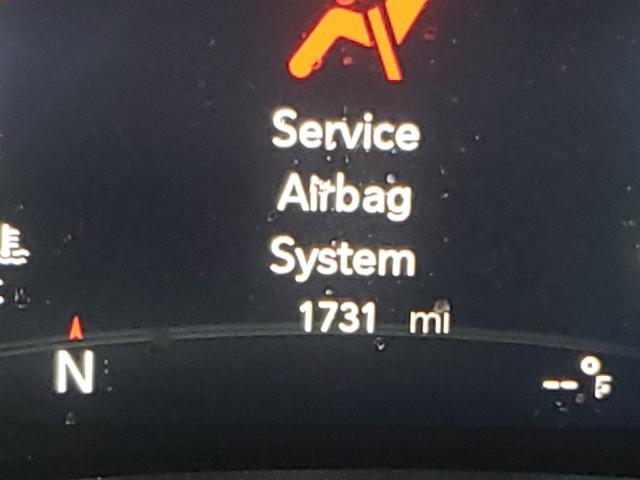 Service
Airbag
System
1731 mi
N
--°F